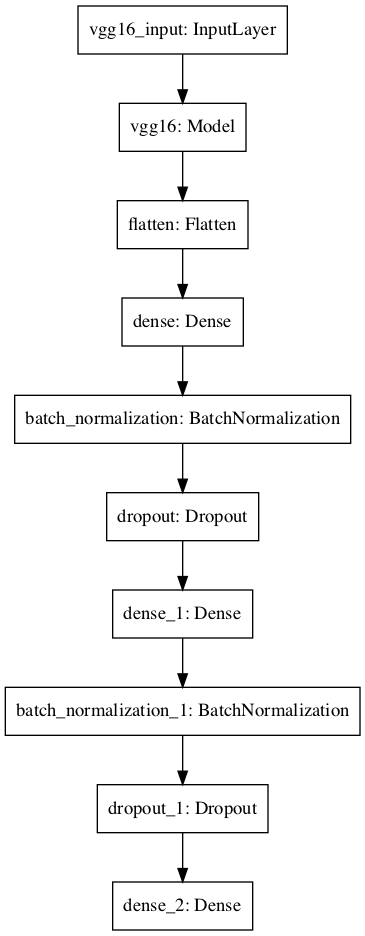 vgg16_input: InputLayer
vgg16: Model
flatten: Flatten
dense: Dense
batch_normalization: BatchNormalization
dropout: Dropout
dense_1: Dense
batch_normalization_1: BatchNormalization
dropout_1: Dropout
dense_2: Dense